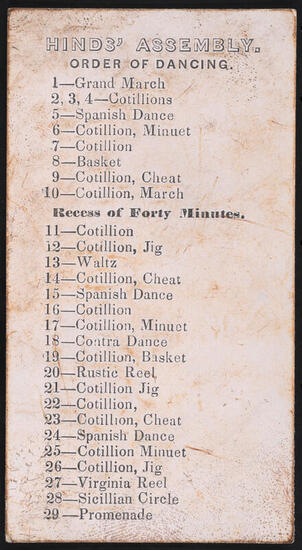 HINDS' ASSEMBLY.
ORDER OF DANCING.
1—Grand March
2, 3, 4—Cotillions
5—Spanish Dance
6—Cotillion, Minuet
7—Cotillion
8—Basket
9—Cotillion, Cheat
10—Cotillion, March
Recess of Forty Minutes.
11—Cotillion
12—Cotillion, Jig
13—Waltz
14—Cotillion, Cheat
15—Spanish Dance
16—Cotillion
17—Cotillion, Minuet
18—Contra Dance
19—Cotillion, Basket
20—Rustic Reel
21—Cotillion Jig
22—Cotillion,
23—Cotillion, Cheat
24—Spanish Dance
25—Cotillion Minuet
26—Cotillion, Jig
27—Virginia Reel
28—Sicillian Circle
29—Promenade